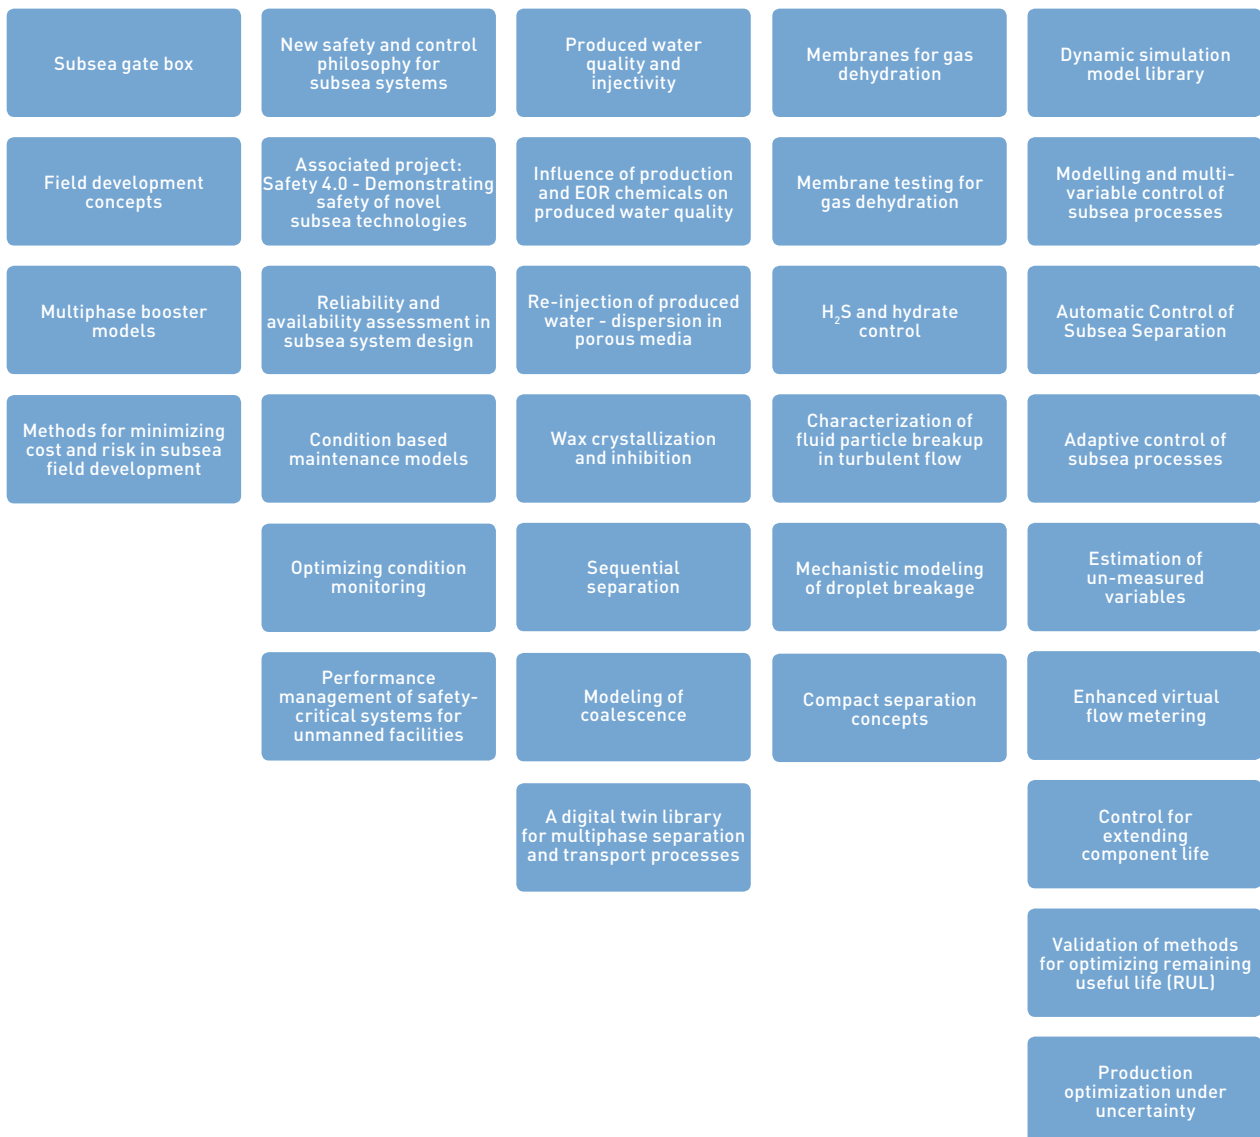 Subsea gate box
Field development
concepts
Multiphase booster
models
Methods for minimizing
cost and risk in subsea
field development
New safety and control
philosophy for
subsea systems
Associated project:
Safety 4.0 - Demonstrating
safety of novel
subsea technologies
Reliability and
availability assessment in
subsea system design
Condition based
maintenance models
Optimizing condition
monitoring
Performance
management of safety-
critical systems for
unmanned facilities
Produced water
quality and
injectivity
Influence of production
and EOR chemicals on
produced water quality
Re-injection of produced
water - dispersion in
porous media
Wax crystallization
and inhibition
Sequential
separation
Modeling of
coalescence
A digital twin library
for multiphase separation
and transport processes
Membranes for gas
dehydration
Membrane testing for
gas dehydration
H₂S and hydrate
control
Characterization of
fluid particle breakup
in turbulent flow
Mechanistic modeling
of droplet breakage
Compact separation
concepts
Dynamic simulation
model library
Modelling and multi-
variable control of
subsea processes
Automatic Control of
Subsea Separation
Adaptive control of
subsea processes
Estimation of
un-measured
variables
Enhanced virtual
flow metering
Control for
extending
component life
Validation of methods
for optimizing remaining
useful life (RUL)
Production
optimization under
uncertainty